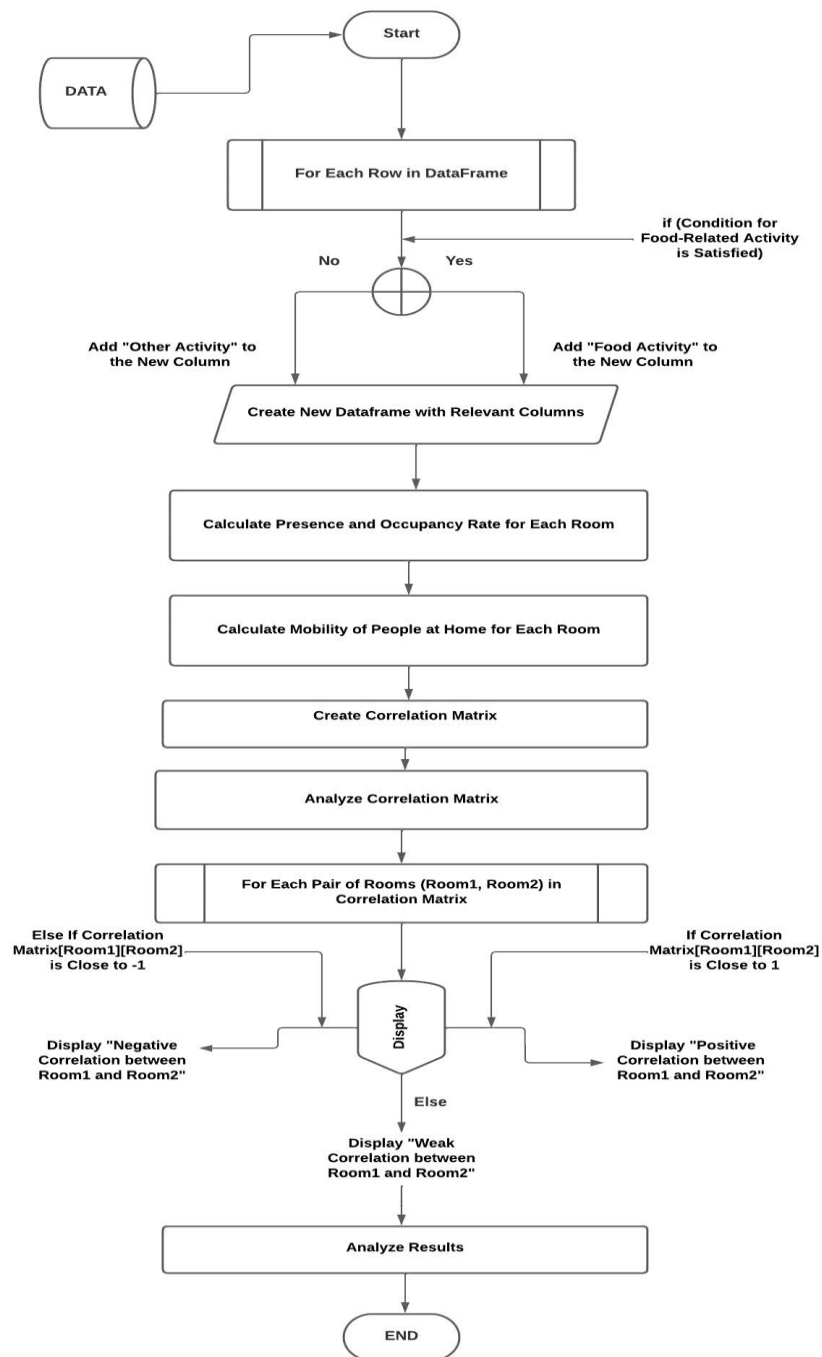 Start
DATA
For Each Row in DataFrame
if (Condition for
Food-Related Activity
is Satisfied)
No
Yes
Add "Other Activity" to
the New Column
Add "Food Activity" to
the New Column
Create New Dataframe with Relevant Columns
Calculate Presence and Occupancy Rate for Each Room
Calculate Mobility of People at Home for Each Room
Create Correlation Matrix
Analyze Correlation Matrix
For Each Pair of Rooms (Room1, Room2) in
Correlation Matrix
Else If Correlation
Matrix[Room1][Room2]
is Close to -1
If Correlation
Matrix[Room1][Room2]
is Close to 1
Display
Display "Negative
Correlation between
Room1 and Room2"
Display "Positive
Correlation between
Room1 and Room2"
Else
Display "Weak
Correlation between
Room1 and Room2"
Analyze Results
END